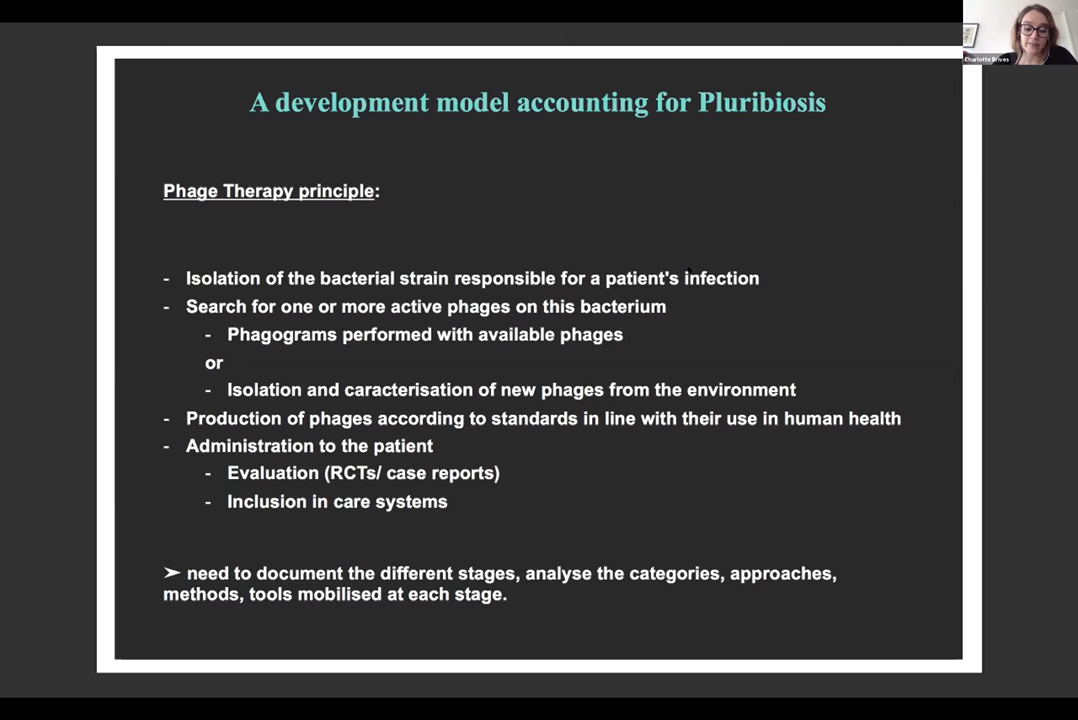 Charlotte Brives
A development model accounting for Pluribiosis
Phage Therapy principle:
- Isolation of the bacterial strain responsible for a patient's infection
- Search for one or more active phages on this bacterium
- Phagograms performed with available phages
or
- Isolation and caracterisation of new phages from the environment
- Production of phages according to standards in line with their use in human health
- Administration to the patient
- Evaluation (RCTs/ case reports)
- Inclusion in care systems
➤ need to document the different stages, analyse the categories, approaches,
methods, tools mobilised at each stage.